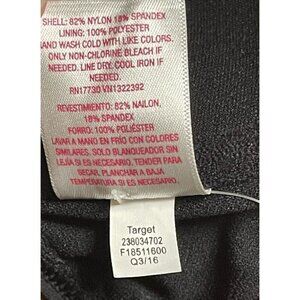 SHELL: 82% NYLON 18% SPANDEX
LINING: 100% POLYESTER
HAND WASH COLD WITH LIKE COLORS.
ONLY NON-CHLORINE BLEACH IF
NEEDED. LINE DRY. COOL IRON IF
NEEDED.
RN17730 VN1322392
REVESTIMIENTO: 82% NAILON,
18% SPANDEX
FORRO: 100% POLIÉSTER
LAVAR A MANO EN FRÍO CON COLORES
SIMILARES. SOLO BLANQUEADOR SIN
LEJÍA SI ES NECESARIO. TENDER PARA
SECAR. PLANCHAR A BAJA
TEMPERATURA SI ES NECESARIO.
Target
238034702
F18511600
Q3/16